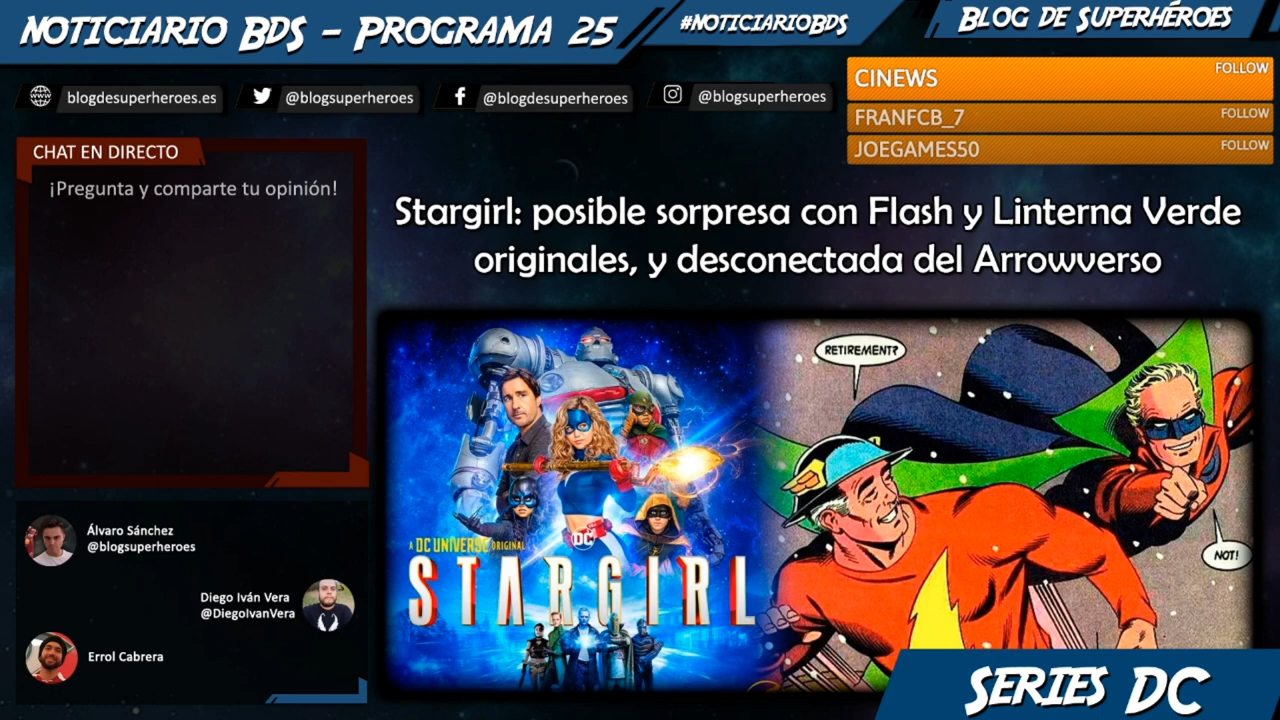 NOTICIARIO BDS - PROGRAMA 25
#NOTICIARIOBDS
BLOG DE SUPERHÉROES
blogdesuperheroes.es
@blogsuperheroes
@blogdesuperheroes
@blogsuperheroes
CINEWS FOLLOW
FRANFCB_7 FOLLOW
JOEGAMES50 FOLLOW
CHAT EN DIRECTO
¡Pregunta y comparte tu opinión!
Stargirl: posible sorpresa con Flash y Linterna Verde
originales, y desconectada del Arrowverso
RETIREMENT?
NOT!
DC
A DC UNIVERSE ORIGINAL
STARGIRL
Álvaro Sánchez
@blogsuperheroes
Diego Iván Vera
@DiegoIvanVera
Errol Cabrera
SERIES DC